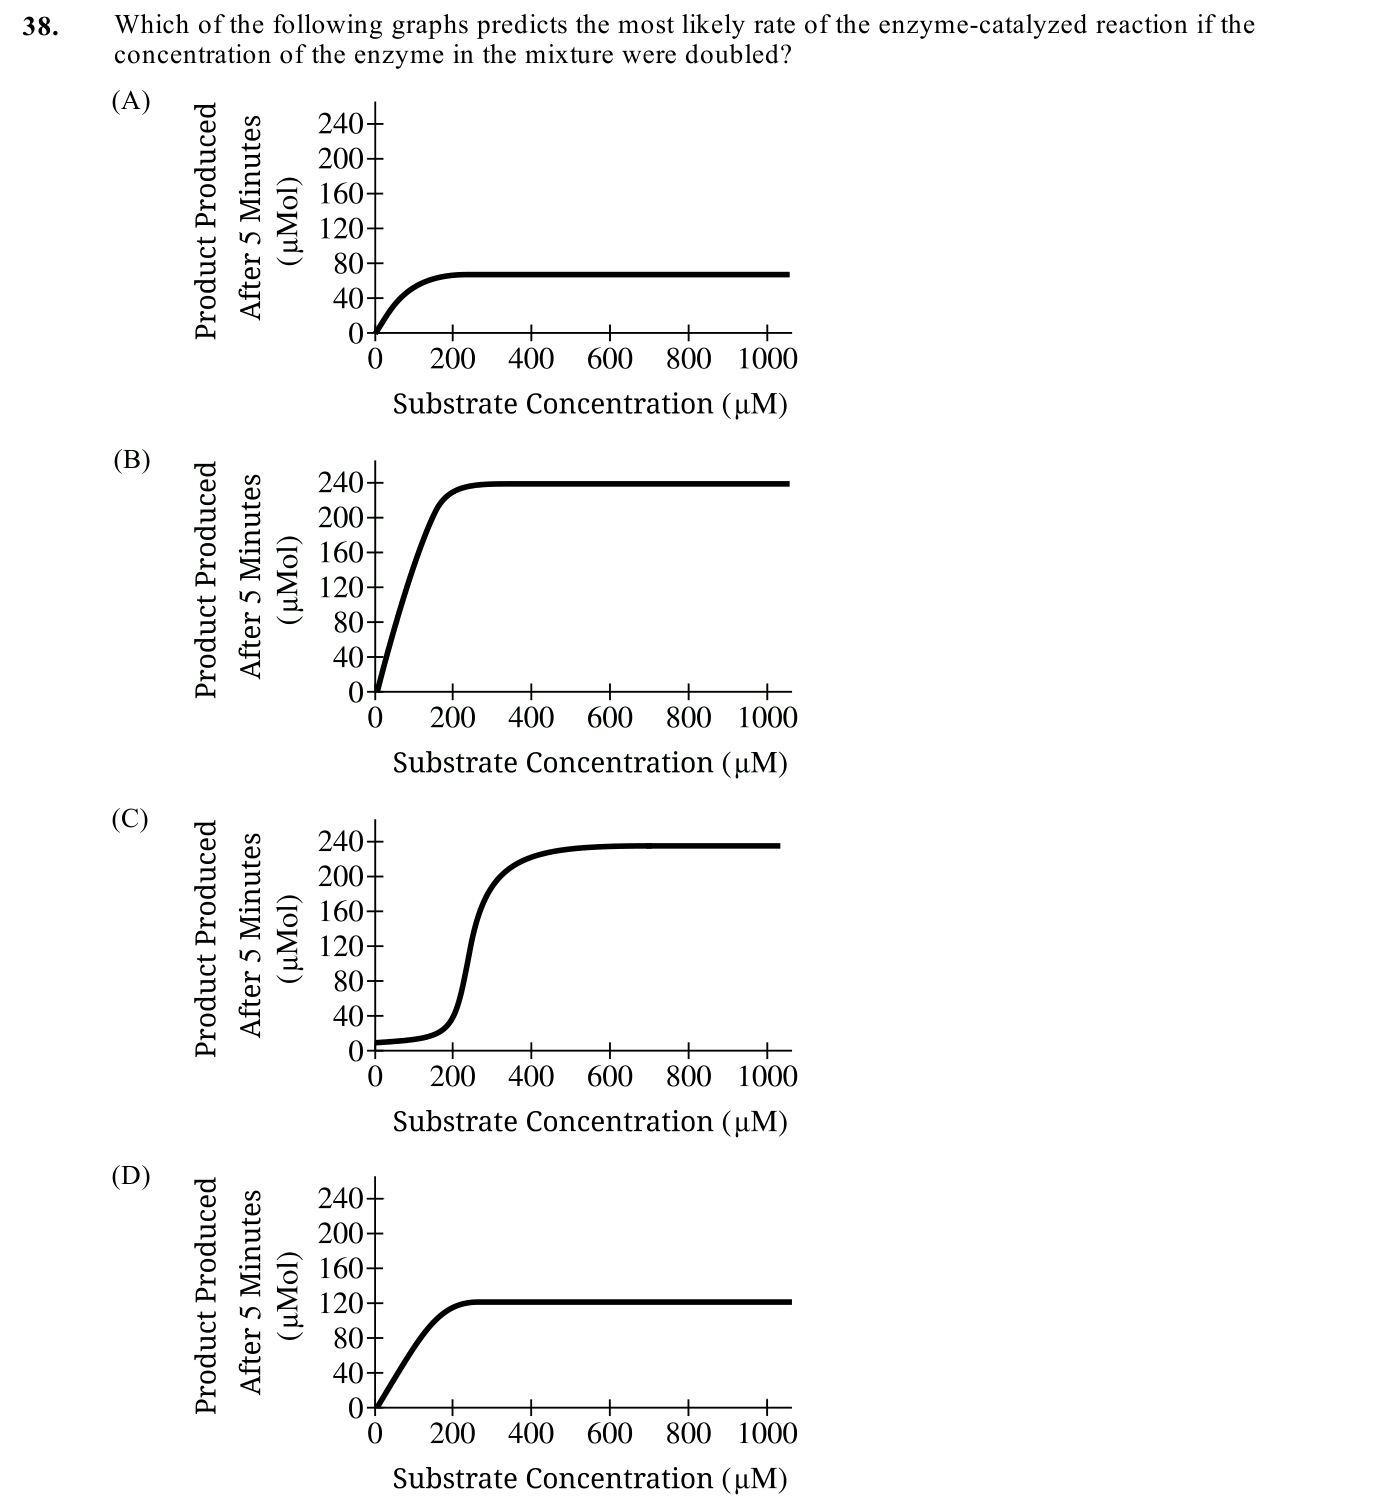 38. Which of the following graphs predicts the most likely rate of the enzyme-catalyzed reaction if the
concentration of the enzyme in the mixture were doubled?
(A)
Product Produced
After 5 Minutes
(μMol)
240
200
160
120
80
40
0
0 200 400 600 800 1000
Substrate Concentration (μM)
(B)
Product Produced
After 5 Minutes
(μMol)
240
200
160
120
80
40
0
0 200 400 600 800 1000
Substrate Concentration (μM)
(C)
Product Produced
After 5 Minutes
(μMol)
240
200
160
120
80
40
0
0 200 400 600 800 1000
Substrate Concentration (μM)
(D)
Product Produced
After 5 Minutes
(μMol)
240
200
160
120
80
40
0
0 200 400 600 800 1000
Substrate Concentration (μM)